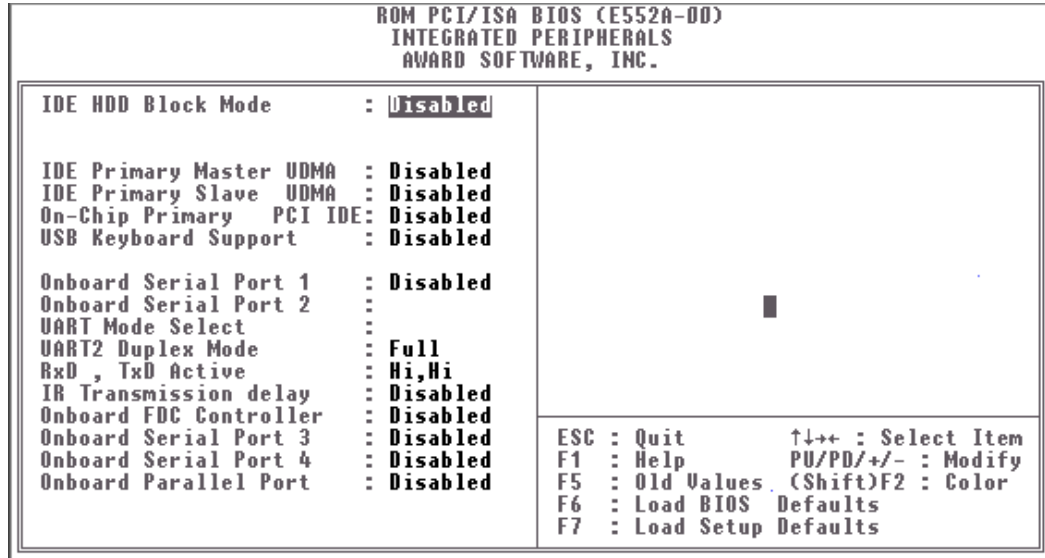 ROM PCI/ISA BIOS (E552A-00)
INTEGRATED PERIPHERALS
AWARD SOFTWARE, INC.
IDE HDD Block Mode : Disabled
IDE Primary Master UDMA : Disabled
IDE Primary Slave UDMA : Disabled
On-Chip Primary PCI IDE: Disabled
USB Keyboard Support : Disabled
Onboard Serial Port 1 : Disabled
Onboard Serial Port 2 :
UART Mode Select :
UART2 Duplex Mode : Full
RxD , TxD Active : Hi,Hi
IR Transmission delay : Disabled
Onboard FDC Controller : Disabled
Onboard Serial Port 3 : Disabled
Onboard Serial Port 4 : Disabled
Onboard Parallel Port : Disabled
ESC : Quit ↑↓→← : Select Item
F1 : Help PU/PD/+/- : Modify
F5 : Old Values (Shift)F2 : Color
F6 : Load BIOS Defaults
F7 : Load Setup Defaults